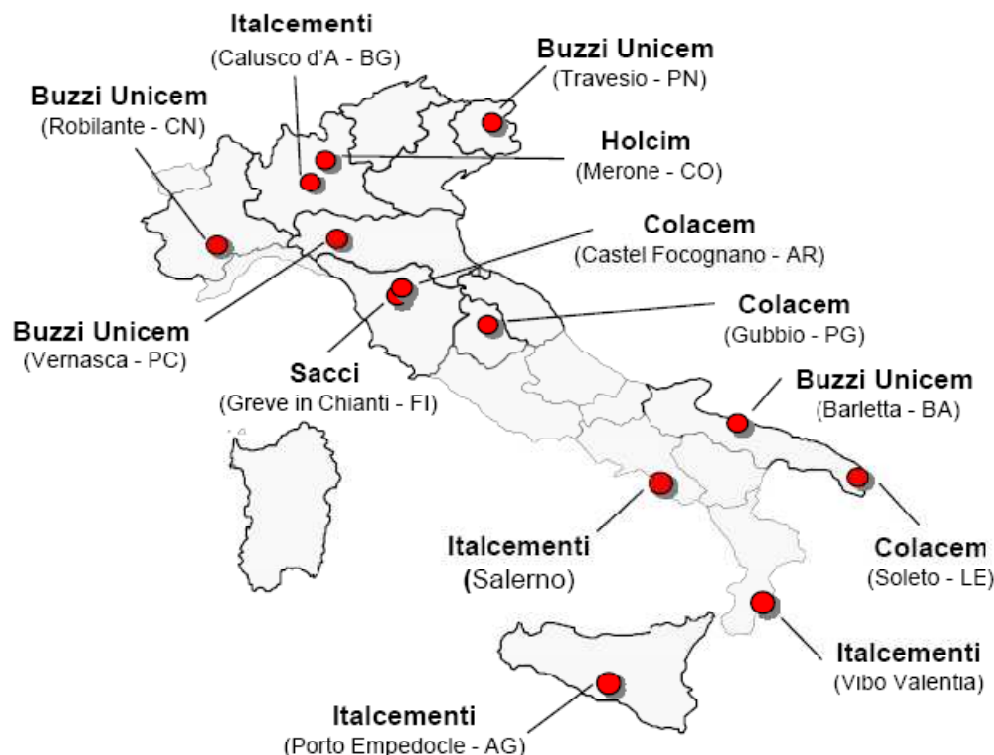 Italcementi
(Calusco d'A - BG)
Buzzi Unicem
(Travesio - PN)
Buzzi Unicem
(Robilante - CN)
Holcim
(Merone - CO)
Colacem
(Castel Focognano - AR)
Colacem
(Gubbio - PG)
Buzzi Unicem
(Vernasca - PC)
Sacci
(Greve in Chianti - FI)
Buzzi Unicem
(Barletta - BA)
Italcementi
(Salerno)
Colacem
(Soleto - LE)
Italcementi
(Vibo Valentia)
Italcementi
(Porto Empedocle - AG)